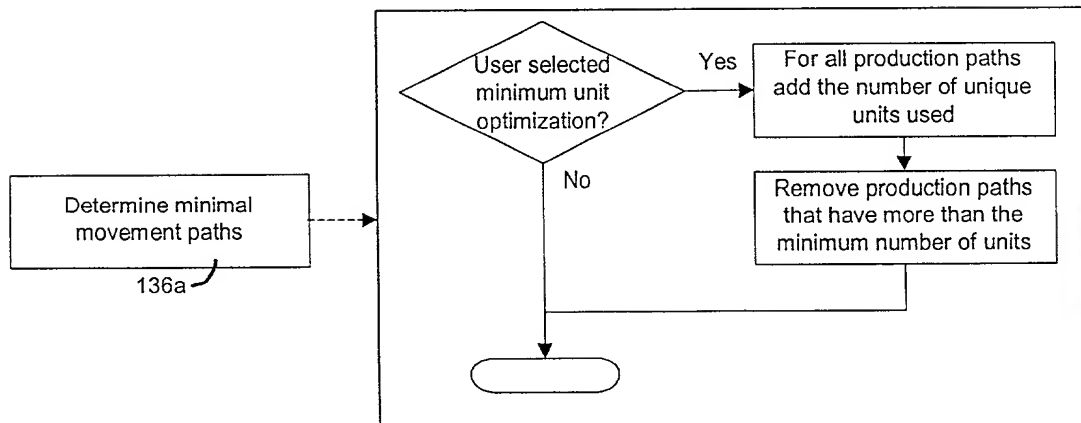 User selected
minimum unit
optimization?
Yes
For all production paths
add the number of unique
units used
No
Remove production paths
that have more than the
minimum number of units
Determine minimal
movement paths
136a